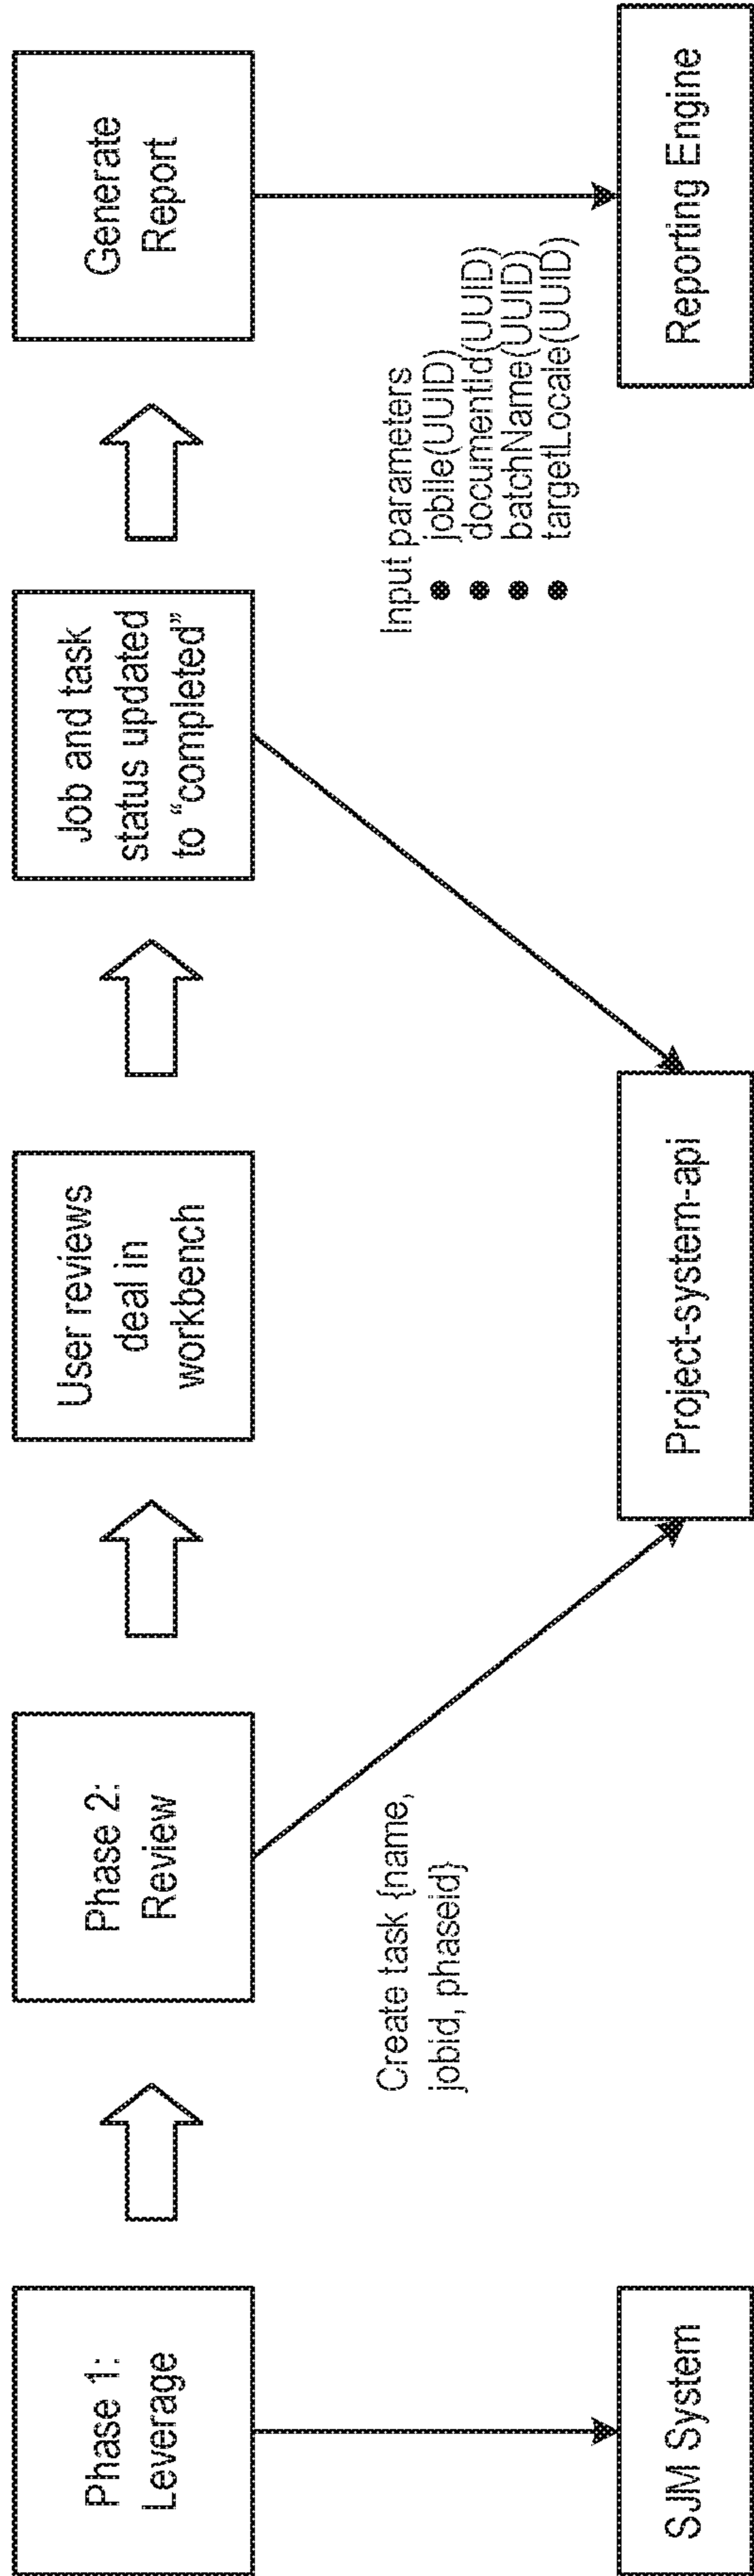 Phase 1:
Leverage
Phase 2:
Review
User reviews
deal in
workbench
Job and task
status updated
to “completed”
Generate
Report
Create task {name,
jobid, phaseid}
Input parameters
● jobIle(UUID)
● documentId(UUID)
● batchName(UUID)
● targetLocale(UUID)
SJM System
Project-system-api
Reporting Engine